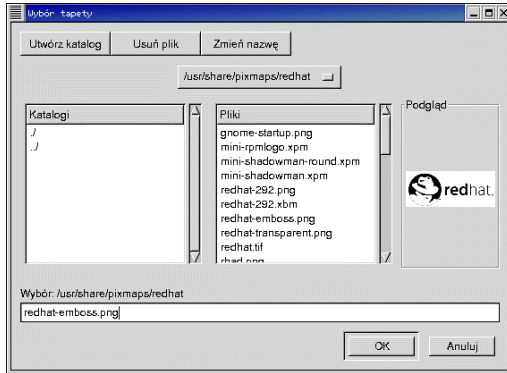 Wybór tapety
Utwórz katalog
Usuń plik
Zmień nazwę
/usr/share/pixmaps/redhat
Katalogi
./
../
Pliki
gnome-startup.png
mini-rpmlogo.xpm
mini-shadowman-round.xpm
mini-shadowman.xpm
redhat-292.png
redhat-292.xbm
redhat-emboss.png
redhat-transparent.png
redhat.tif
rhad.png
Podgląd
redhat.
Wybór: /usr/share/pixmaps/redhat
redhat-emboss.png
OK
Anuluj